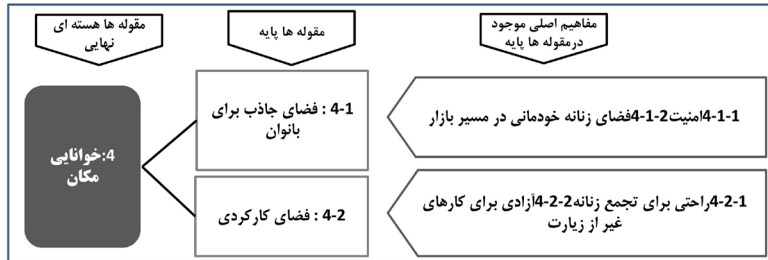 مفاهیم اصلی موجود
درمقوله ها پایه
مقوله ها پایه
مقوله ها هسته ای
نهایی
4-1-1امنیت4-1-2فضای زنانه خودمانی در مسیر بازار
4-1 : فضای جاذب برای
بانوان
4:خوانایی
مکان
4-2-1راحتی برای تجمع زنانه4-2-2آزادی برای کارهای
غیر از زیارت
4-2 : فضای کارکردی